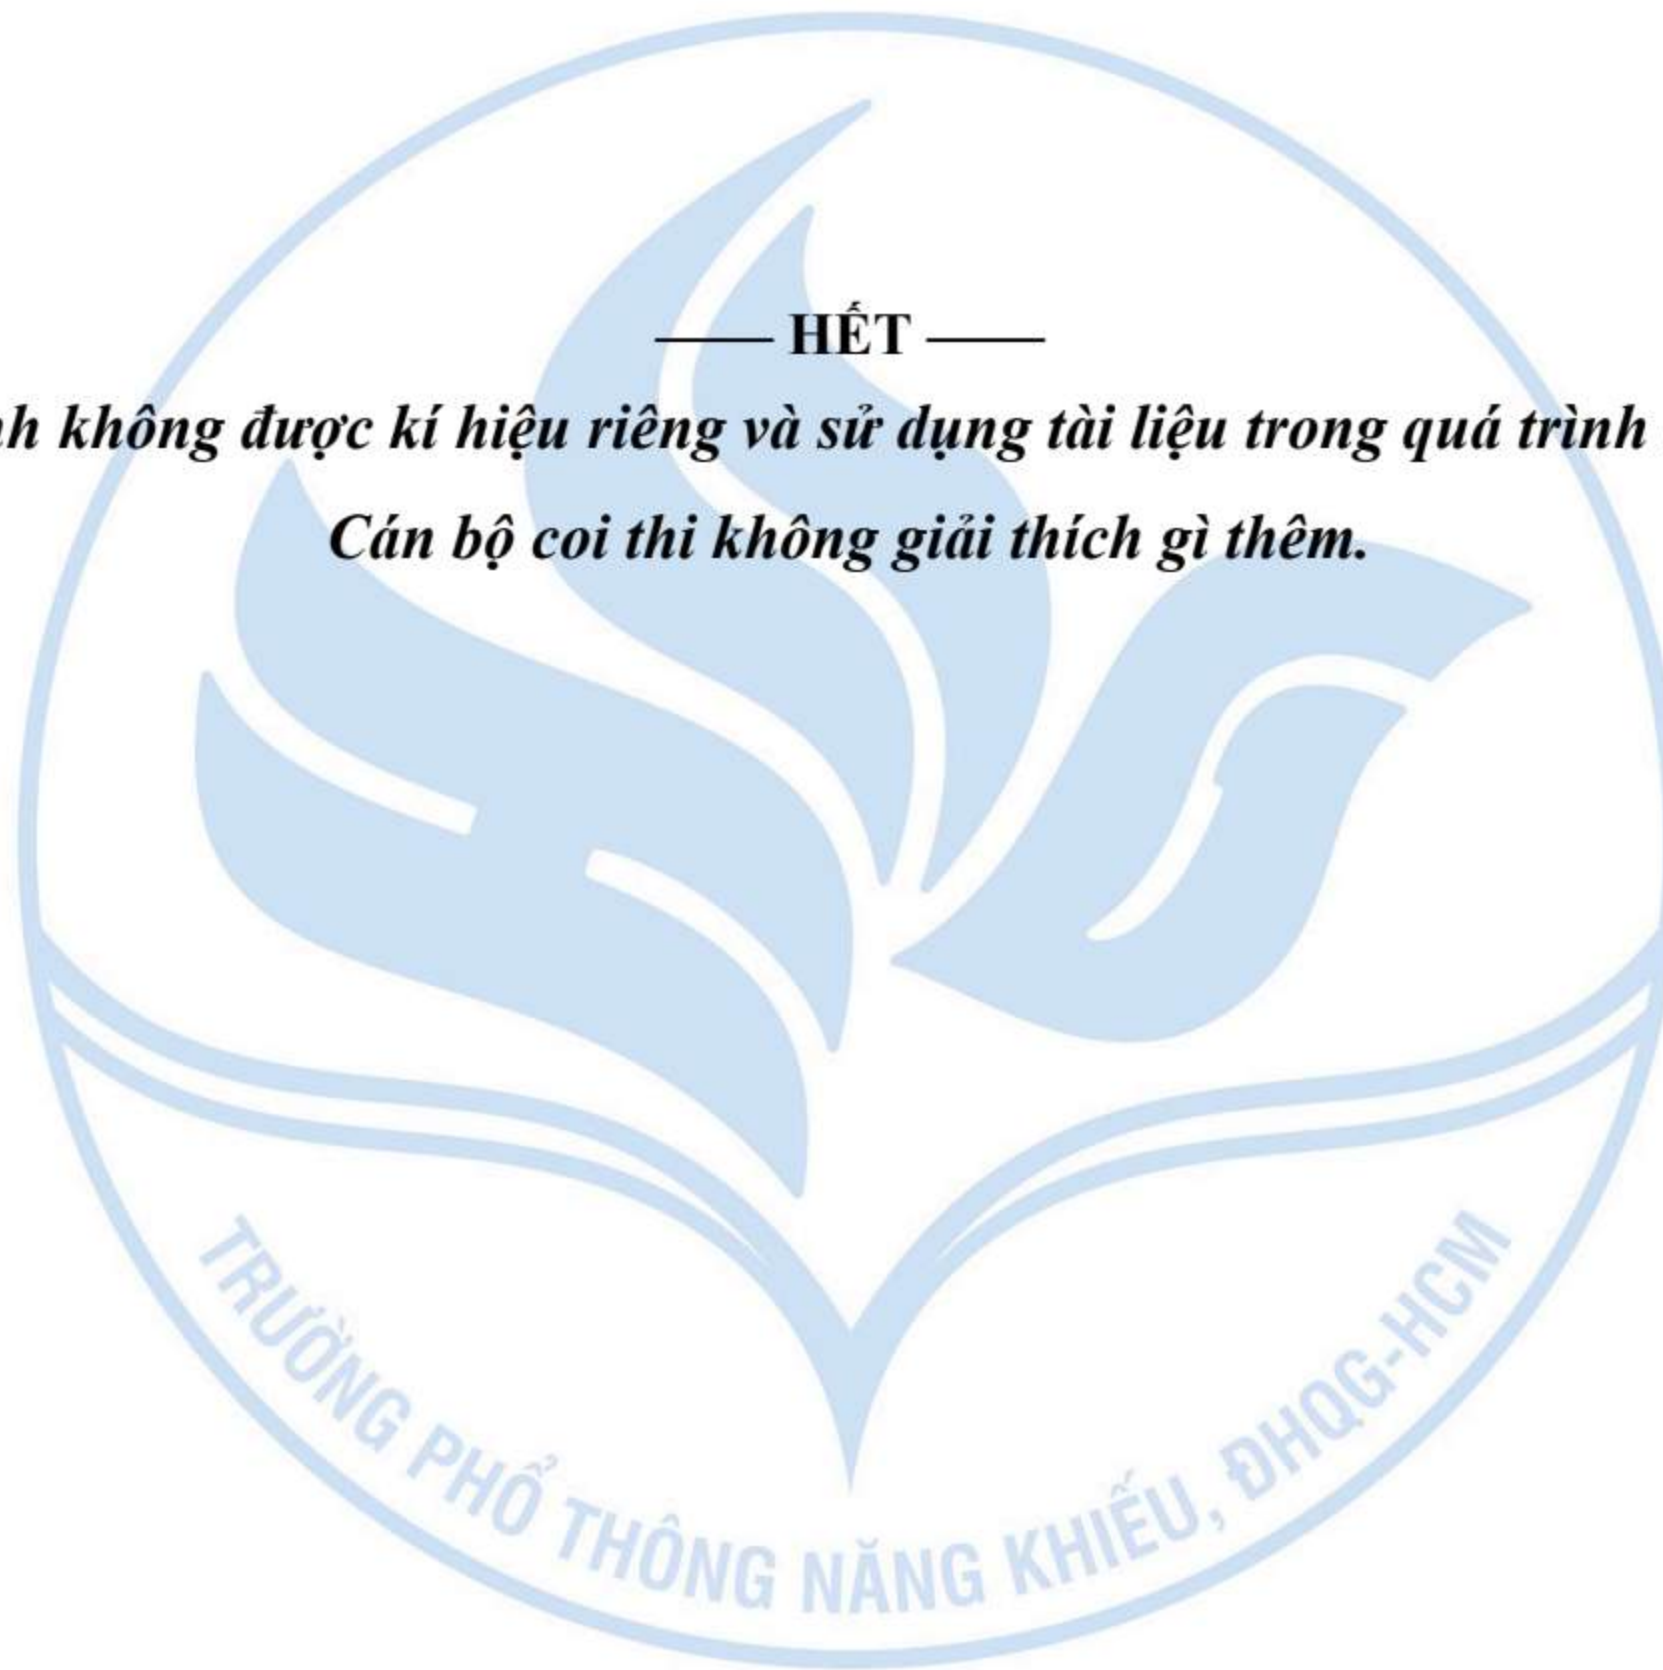 —— HẾT ——
nh không được kí hiệu riêng và sử dụng tài liệu trong quá trình
Cán bộ coi thi không giải thích gì thêm.
TRƯỜNG PHỔ THÔNG NĂNG KHIẾU, ĐHQG-HCM